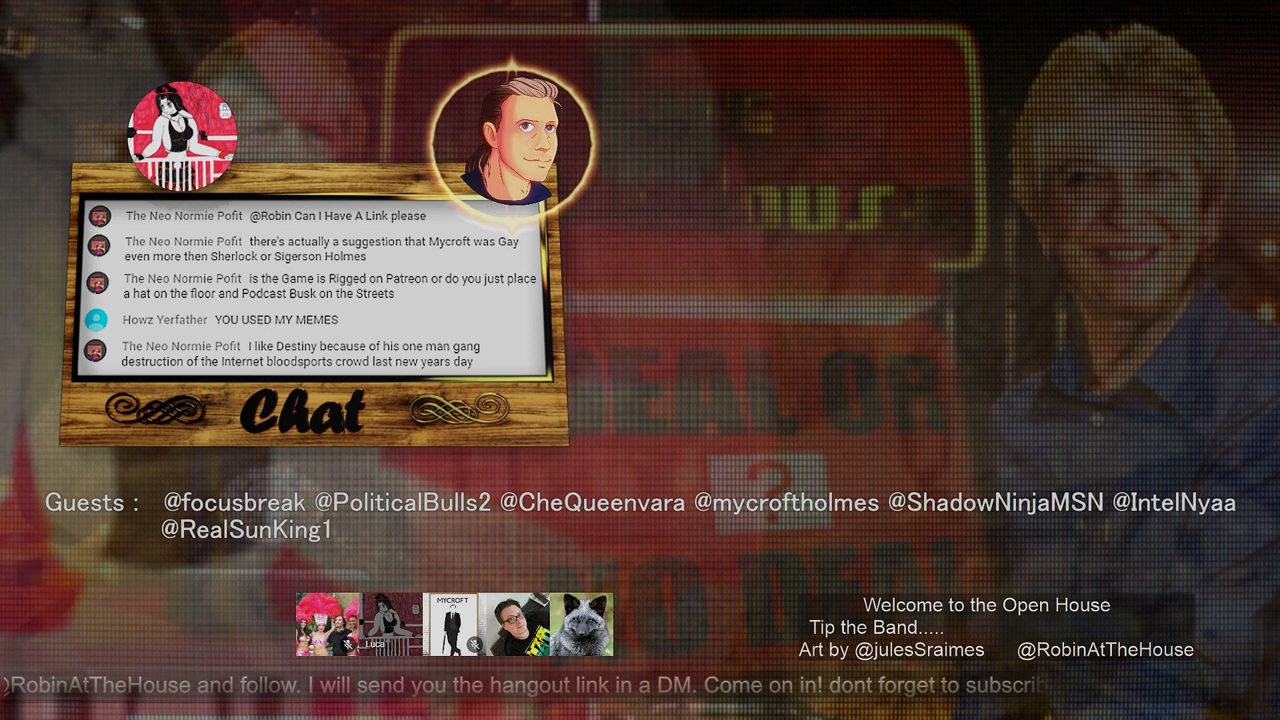 The Neo Normie Pofit @Robin Can I Have A Link please
The Neo Normie Pofit there's actually a suggestion that Mycroft was Gay
even more then Sherlock or Sigerson Holmes
The Neo Normie Pofit is the Game is Rigged on Patreon or do you just place
a hat on the floor and Podcast Busk on the Streets
Howz Yerfather YOU USED MY MEMES
The Neo Normie Pofit I like Destiny because of his one man gang
destruction of the Internet bloodsports crowd last new years day
Chat
DEAL OR
?
NO DEAL
Guests : @focusbreak @PoliticalBulls2 @CheQueenvara @mycroftholmes @ShadowNinjaMSN @IntelNyaa
@RealSunKing1
MYCROFT
Luca
Welcome to the Open House
Tip the Band.....
Art by @julesSraimes @RobinAtTheHouse
@RobinAtTheHouse and follow. I will send you the hangout link in a DM. Come on in! dont forget to subscrib